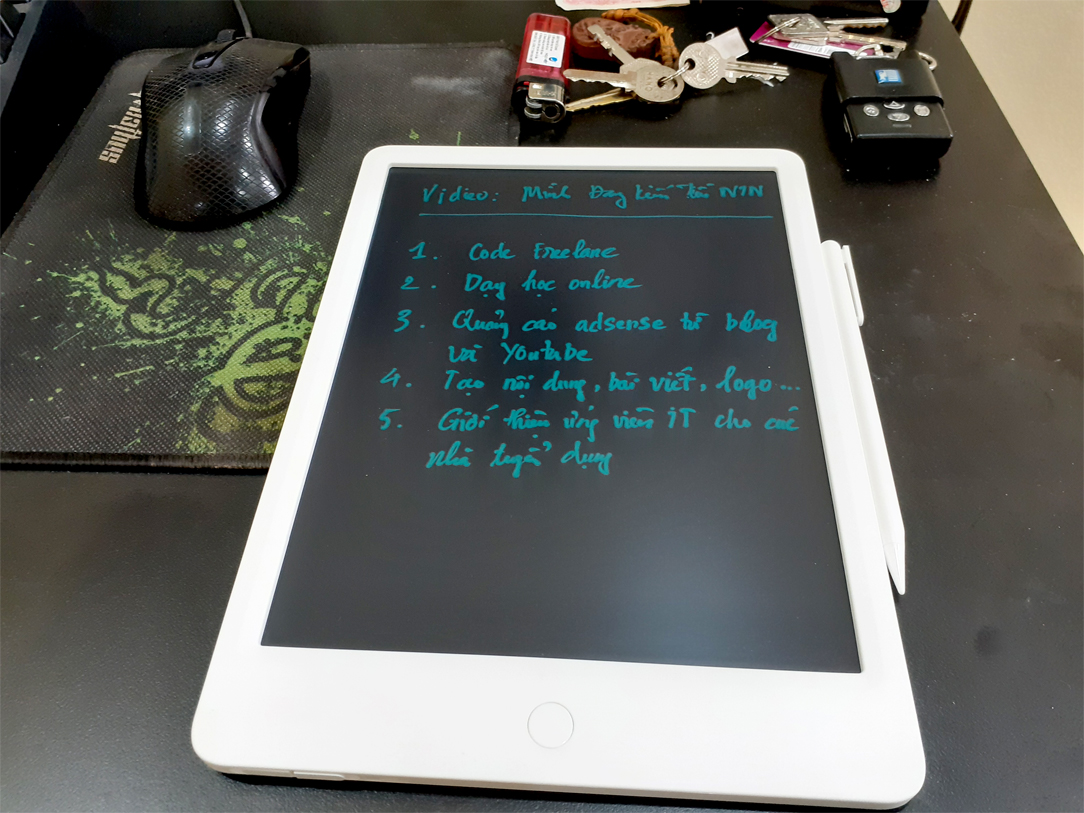 Video: Mình Đang kiếm tiền NTN
1. Code Freelane
2. Dạy học online
3. Quảng cáo adsense từ blog
và Youtube
4. Tạo nội dung, bài viết, logo...
5. Giới thiệu ứng viên iT cho các
nhà tuyển dụng